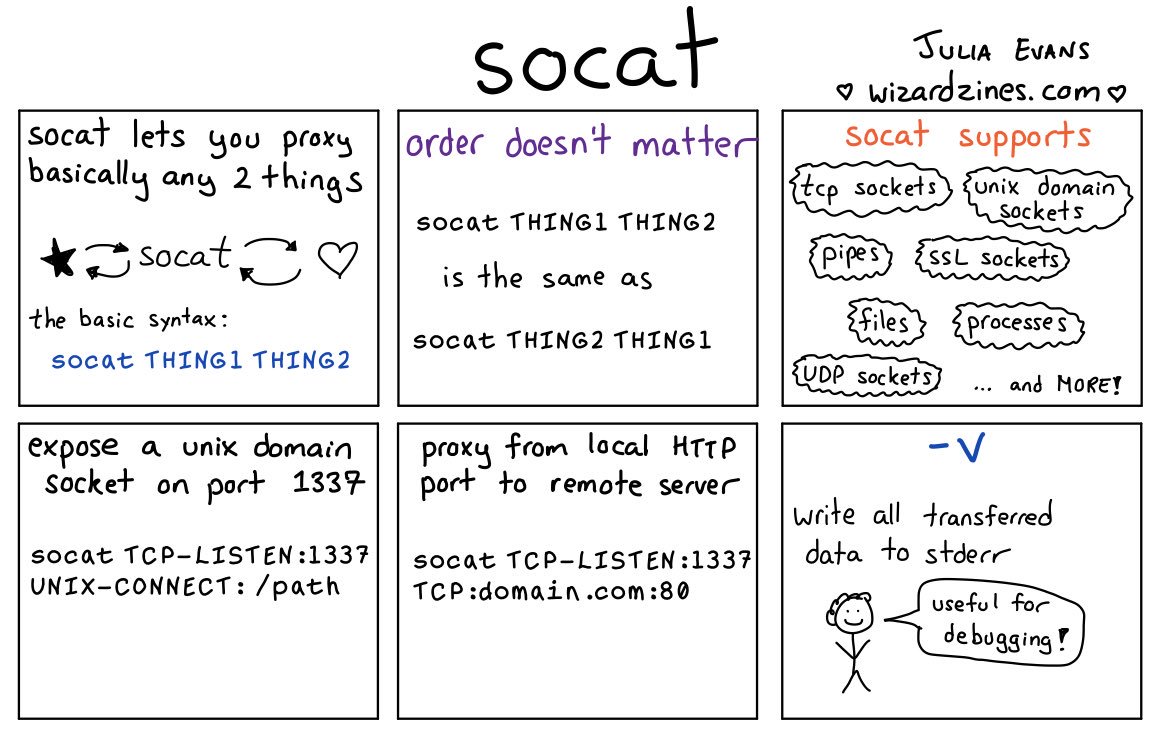 socat
JULIA EVANS
♡ wizardzines.com ♡
socat lets you proxy
basically any 2 things
★ socat ♡
the basic syntax:
socat THING1 THING2
order doesn't matter
socat THING1 THING2
is the same as
socat THING2 THING1
socat supports
tcp sockets
unix domain
sockets
pipes
SSL sockets
files
processes
UDP sockets
... and MORE!
expose a unix domain
socket on port 1337
socat TCP-LISTEN:1337
UNIX-CONNECT:/path
proxy from local HTTP
port to remote server
socat TCP-LISTEN:1337
TCP:domain.com:80
-v
write all transferred
data to stderr
useful for
debugging!